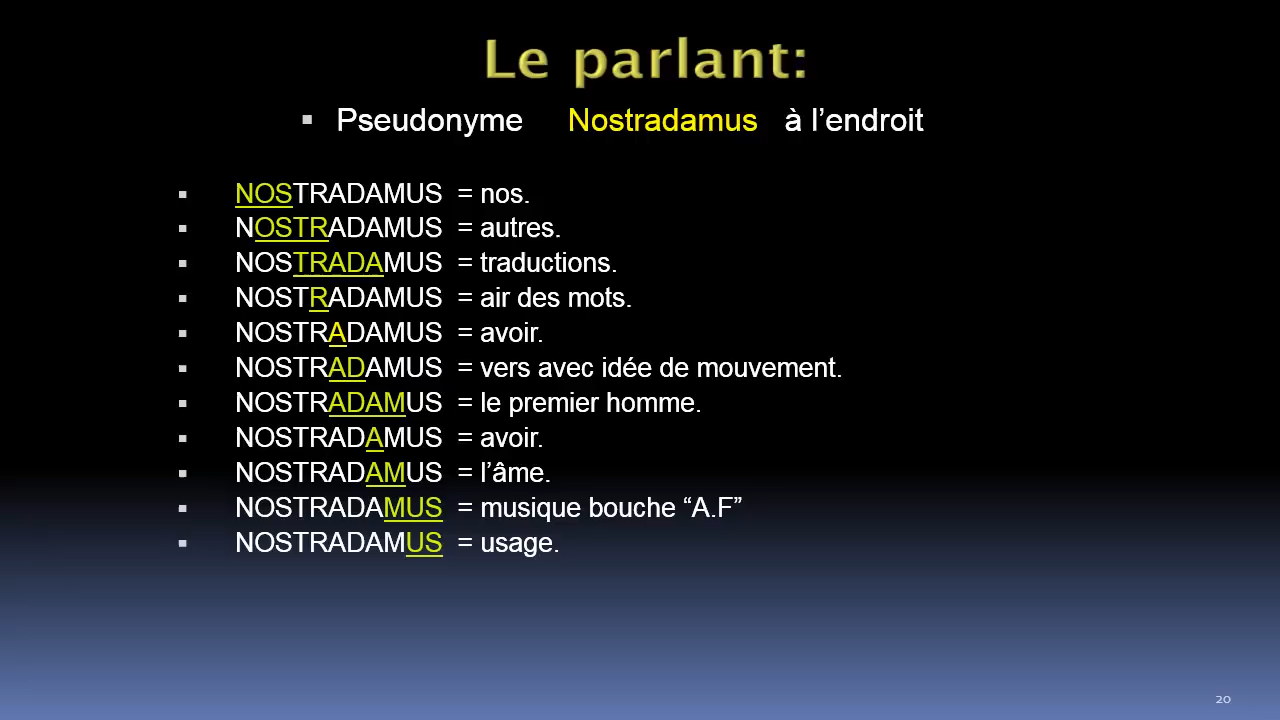 Le parlant:
▪ Pseudonyme Nostradamus à l’endroit
▪ NOSTRADAMUS = nos.
▪ NOSTRADAMUS = autres.
▪ NOSTRADAMUS = traductions.
▪ NOSTRADAMUS = air des mots.
▪ NOSTRADAMUS = avoir.
▪ NOSTRADAMUS = vers avec idée de mouvement.
▪ NOSTRADAMUS = le premier homme.
▪ NOSTRADAMUS = avoir.
▪ NOSTRADAMUS = l’âme.
▪ NOSTRADAMUS = musique bouche “A.F”
▪ NOSTRADAMUS = usage.
20